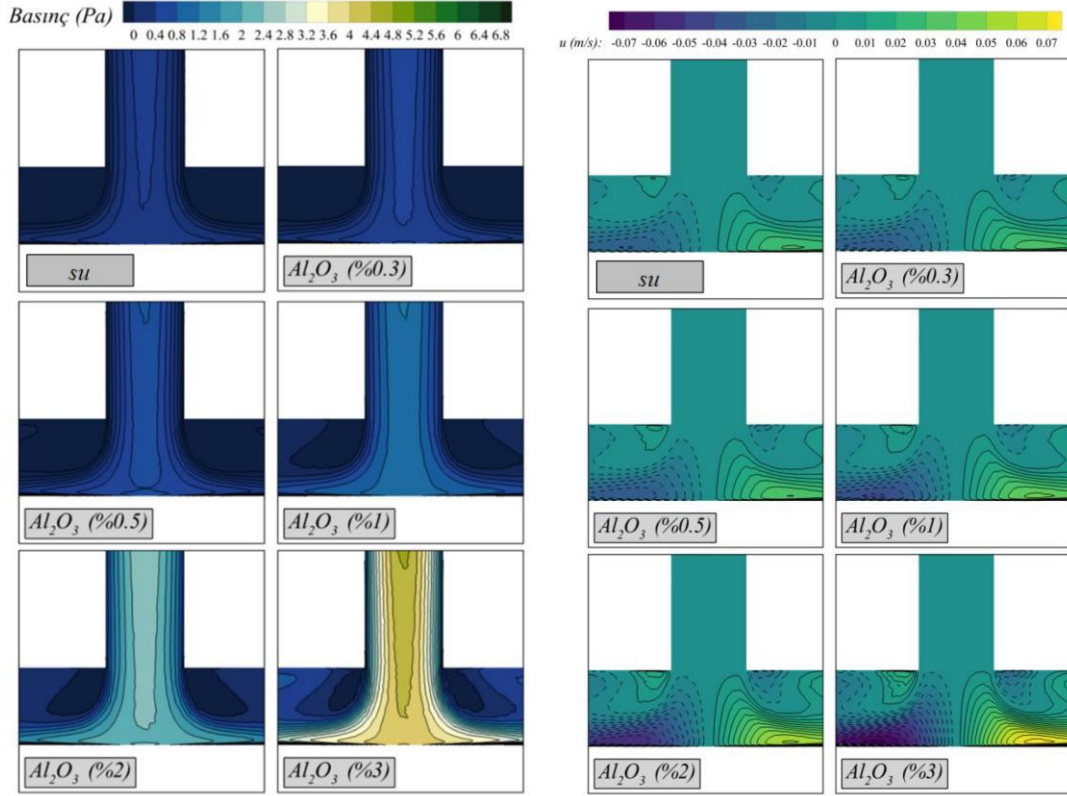 Basınç (Pa)
0 0.4 0.8 1.2 1.6 2 2.4 2.8 3.2 3.6 4 4.4 4.8 5.2 5.6 6 6.4 6.8
su
Al₂O₃ (%0.3)
Al₂O₃ (%0.5)
Al₂O₃ (%1)
Al₂O₃ (%2)
Al₂O₃ (%3)
u (m/s): -0.07 -0.06 -0.05 -0.04 -0.03 -0.02 -0.01 0 0.01 0.02 0.03 0.04 0.05 0.06 0.07
su
Al₂O₃ (%0.3)
Al₂O₃ (%0.5)
Al₂O₃ (%1)
Al₂O₃ (%2)
Al₂O₃ (%3)